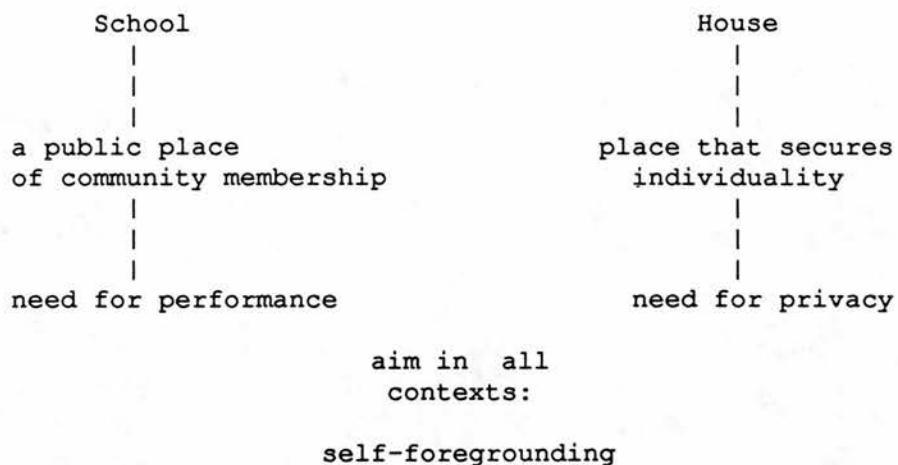 School House
a public place place that secures
of community membership individuality
need for performance need for privacy
aim in all
contexts:
self-foregrounding